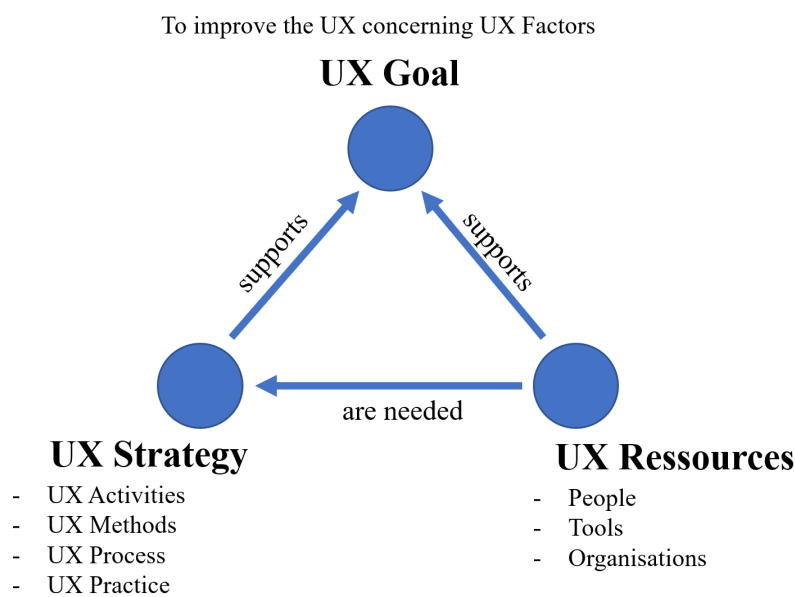 To improve the UX concerning UX Factors
UX Goal
supports
supports
are needed
UX Strategy
- UX Activities
- UX Methods
- UX Process
- UX Practice
UX Ressources
- People
- Tools
- Organisations